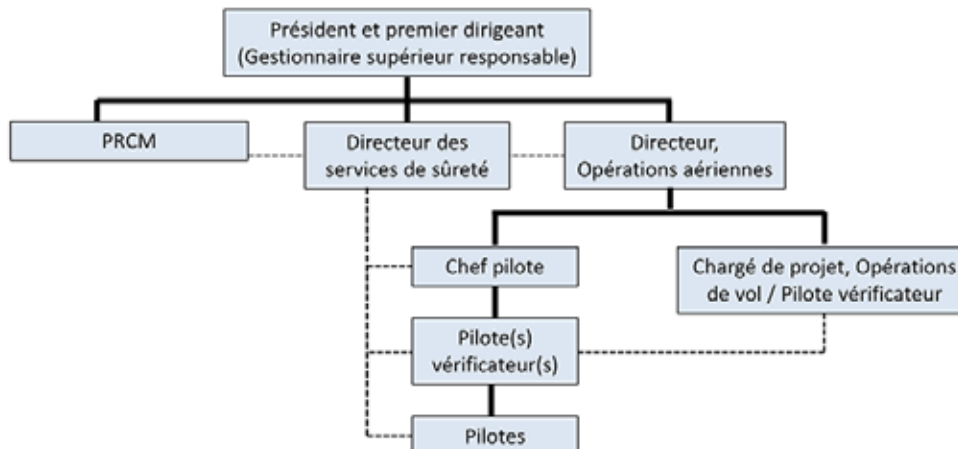 Président et premier dirigeant
(Gestionnaire supérieur responsable)
PRCM
Directeur des
services de sûreté
Directeur,
Opérations aériennes
Chef pilote
Chargé de projet, Opérations
de vol / Pilote vérificateur
Pilote(s)
vérificateur(s)
Pilotes